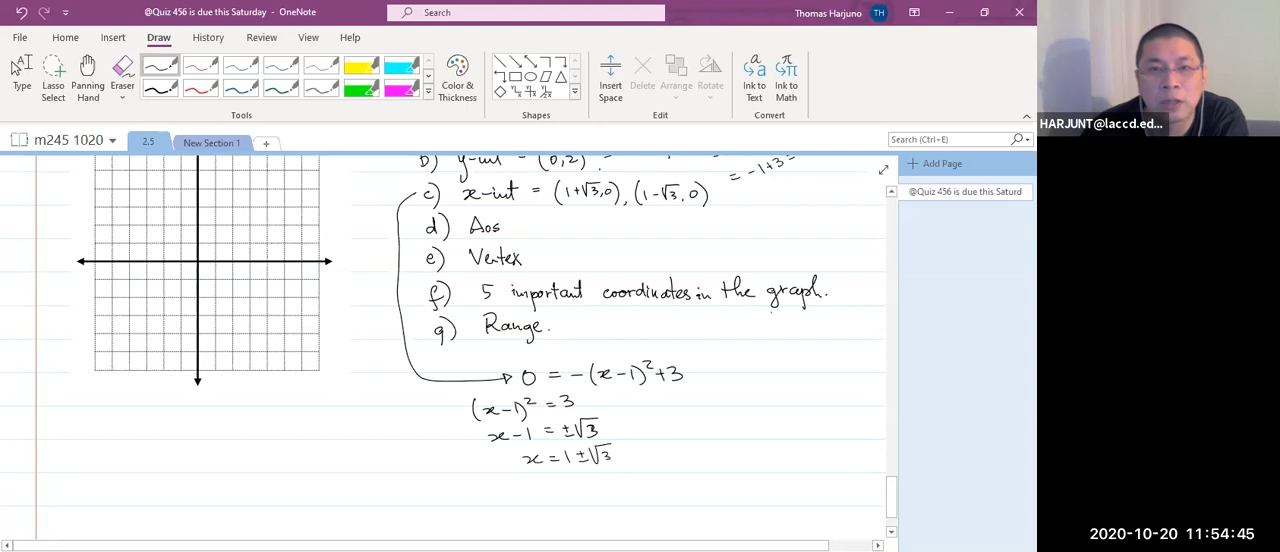 @Quiz 456 is due this Saturday - OneNote
Search
Thomas Harjuno TH
File Home Insert Draw History Review View Help
Type Lasso Select Panning Hand Eraser
Color & Thickness
Insert Space Delete Arrange Rotate
Ink to Text Ink to Math
Tools Shapes Edit Convert
HARJUNT@laccd.ed...
m245 1020 2.5 New Section 1
Search (Ctrl+E)
Add Page
@Quiz 456 is due this Saturd
b) y-int = (0,2)
= -1+3=
c) x-int = (1+√3,0), (1-√3,0)
d) Aos
e) Vertex
f) 5 important coordinates in the graph.
g) Range.
0 = -(x-1)²+3
(x-1)² = 3
x-1 = ±√3
x = 1±√3
2020-10-20 11:54:45